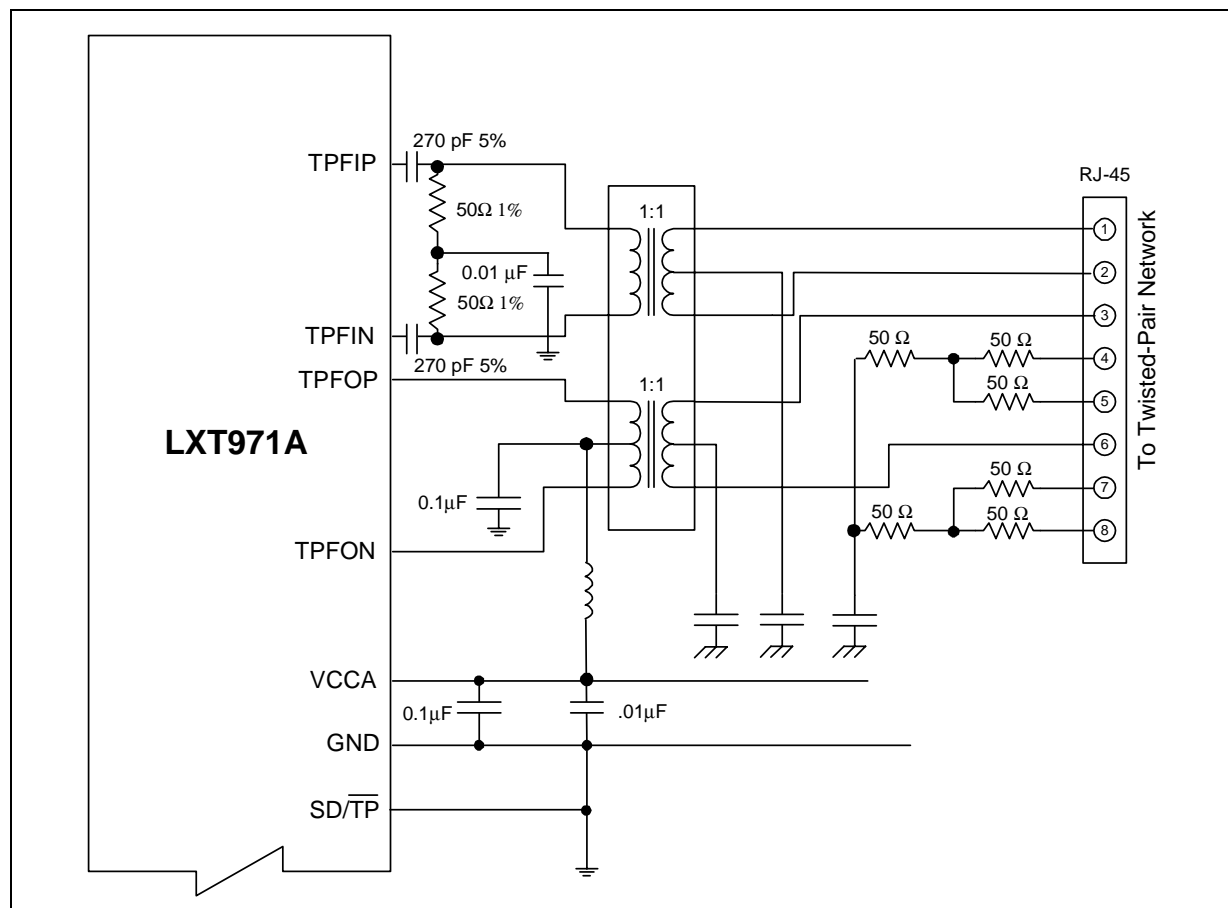 270 pF 5%
TPFIP
RJ-45
50Ω 1%
1:1
1
0.01 μF
2
50Ω 1%
3
TPFIN
50 Ω
50 Ω
4
270 pF 5%
TPFOP
1:1
50 Ω
5
To Twisted-Pair Network
LXT971A
6
50 Ω
7
0.1μF
50 Ω
50 Ω
8
TPFON
VCCA
0.1μF
.01μF
GND
SD/T̅P̅